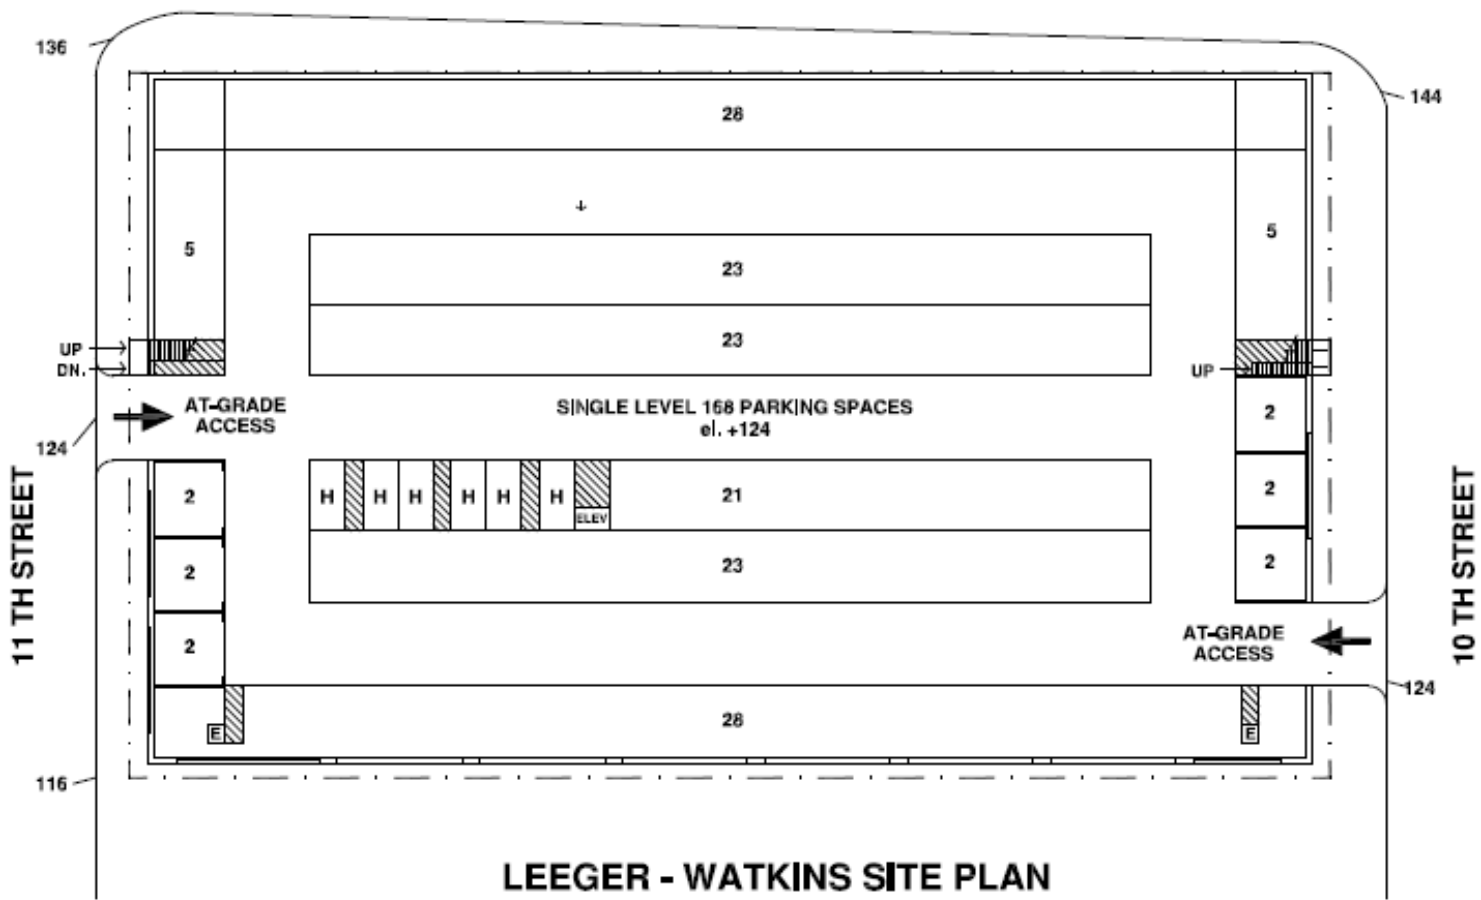 136
144
28
5
5
23
23
UP
DN.
UP
AT-GRADE
ACCESS
SINGLE LEVEL 168 PARKING SPACES
el. +124
2
124
H H H H H H
ELEV
21
2
2
2
23
2
2
11 TH STREET
10 TH STREET
AT-GRADE
ACCESS
124
E
28
E
116
LEEGER - WATKINS SITE PLAN